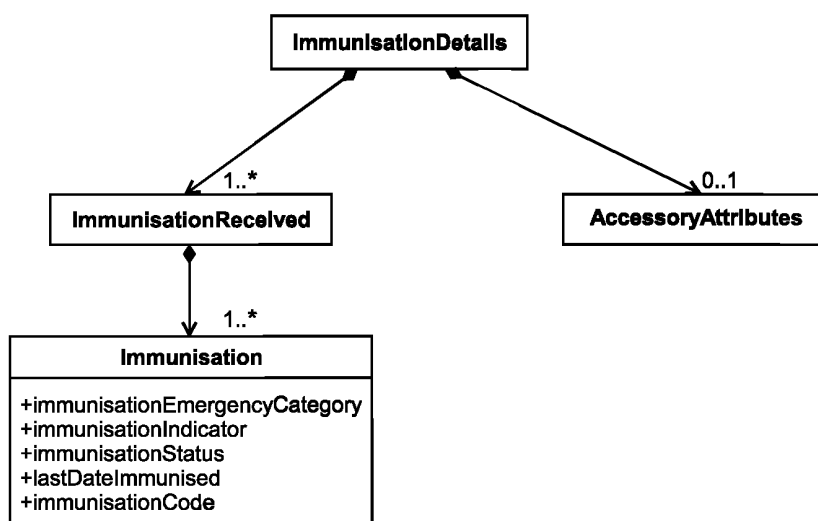 ImmunisationDetails
1..*
0..1
ImmunisationReceived
AccessoryAttributes
1..*
Immunisation
+immunisationEmergencyCategory
+immunisationIndicator
+immunisationStatus
+lastDateImmunised
+immunisationCode